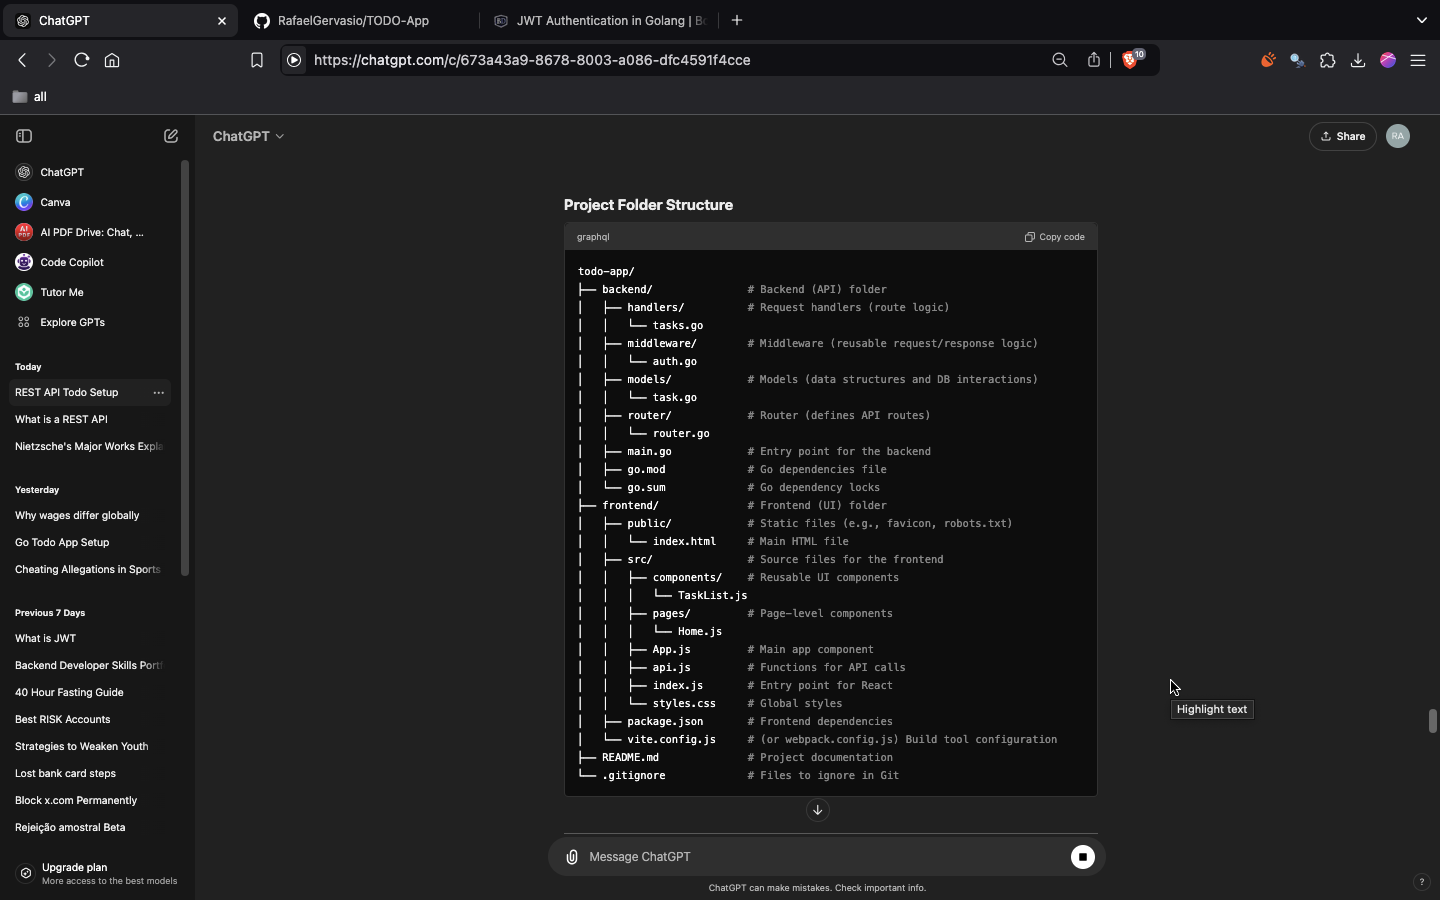 ChatGPT
RafaelGervasio/TODO-App
JWT Authentication in Golang |
https://chatgpt.com/c/673a43a9-8678-8003-a086-dfc4591f4cce
10
all
ChatGPT
Share
RA
ChatGPT
Canva
AI PDF Drive: Chat, ...
Code Copilot
Tutor Me
Explore GPTs
Today
REST API Todo Setup
What is a REST API
Nietzsche's Major Works Expla
Yesterday
Why wages differ globally
Go Todo App Setup
Cheating Allegations in Sports
Previous 7 Days
What is JWT
Backend Developer Skills Portf
40 Hour Fasting Guide
Best RISK Accounts
Strategies to Weaken Youth
Lost bank card steps
Block x.com Permanently
Rejeição amostral Beta
Upgrade plan
More access to the best models
Project Folder Structure
graphql
Copy code
todo-app/
├── backend/ # Backend (API) folder
│ ├── handlers/ # Request handlers (route logic)
│ │ └── tasks.go
│ ├── middleware/ # Middleware (reusable request/response logic)
│ │ └── auth.go
│ ├── models/ # Models (data structures and DB interactions)
│ │ └── task.go
│ ├── router/ # Router (defines API routes)
│ │ └── router.go
│ ├── main.go # Entry point for the backend
│ ├── go.mod # Go dependencies file
│ └── go.sum # Go dependency locks
├── frontend/ # Frontend (UI) folder
│ ├── public/ # Static files (e.g., favicon, robots.txt)
│ │ └── index.html # Main HTML file
│ ├── src/ # Source files for the frontend
│ │ ├── components/ # Reusable UI components
│ │ │ └── TaskList.js
│ │ ├── pages/ # Page-level components
│ │ │ └── Home.js
│ │ ├── App.js # Main app component
│ │ ├── api.js # Functions for API calls
│ │ ├── index.js # Entry point for React
│ │ └── styles.css # Global styles
│ ├── package.json # Frontend dependencies
│ └── vite.config.js # (or webpack.config.js) Build tool configuration
├── README.md # Project documentation
└── .gitignore # Files to ignore in Git
Highlight text
Message ChatGPT
ChatGPT can make mistakes. Check important info.
?